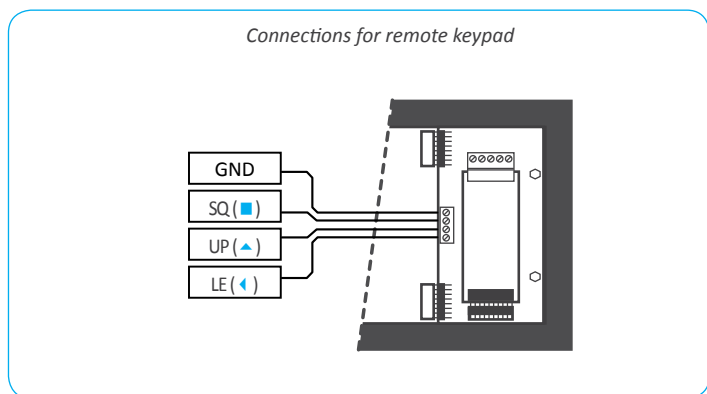 Connections for remote keypad
GND
SQ (■)
UP (▲)
LE (◀)